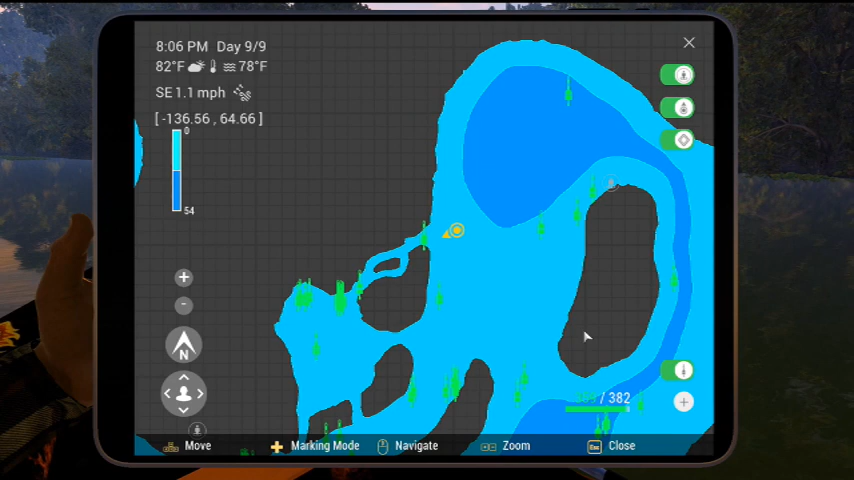 8:06 PM Day 9/9
82°F 78°F
SE 1.1 mph
[ -136.56 , 64.66 ]
0
54
+
-
N
/ 382
+
Move
Marking Mode
Navigate
Zoom
Esc
Close